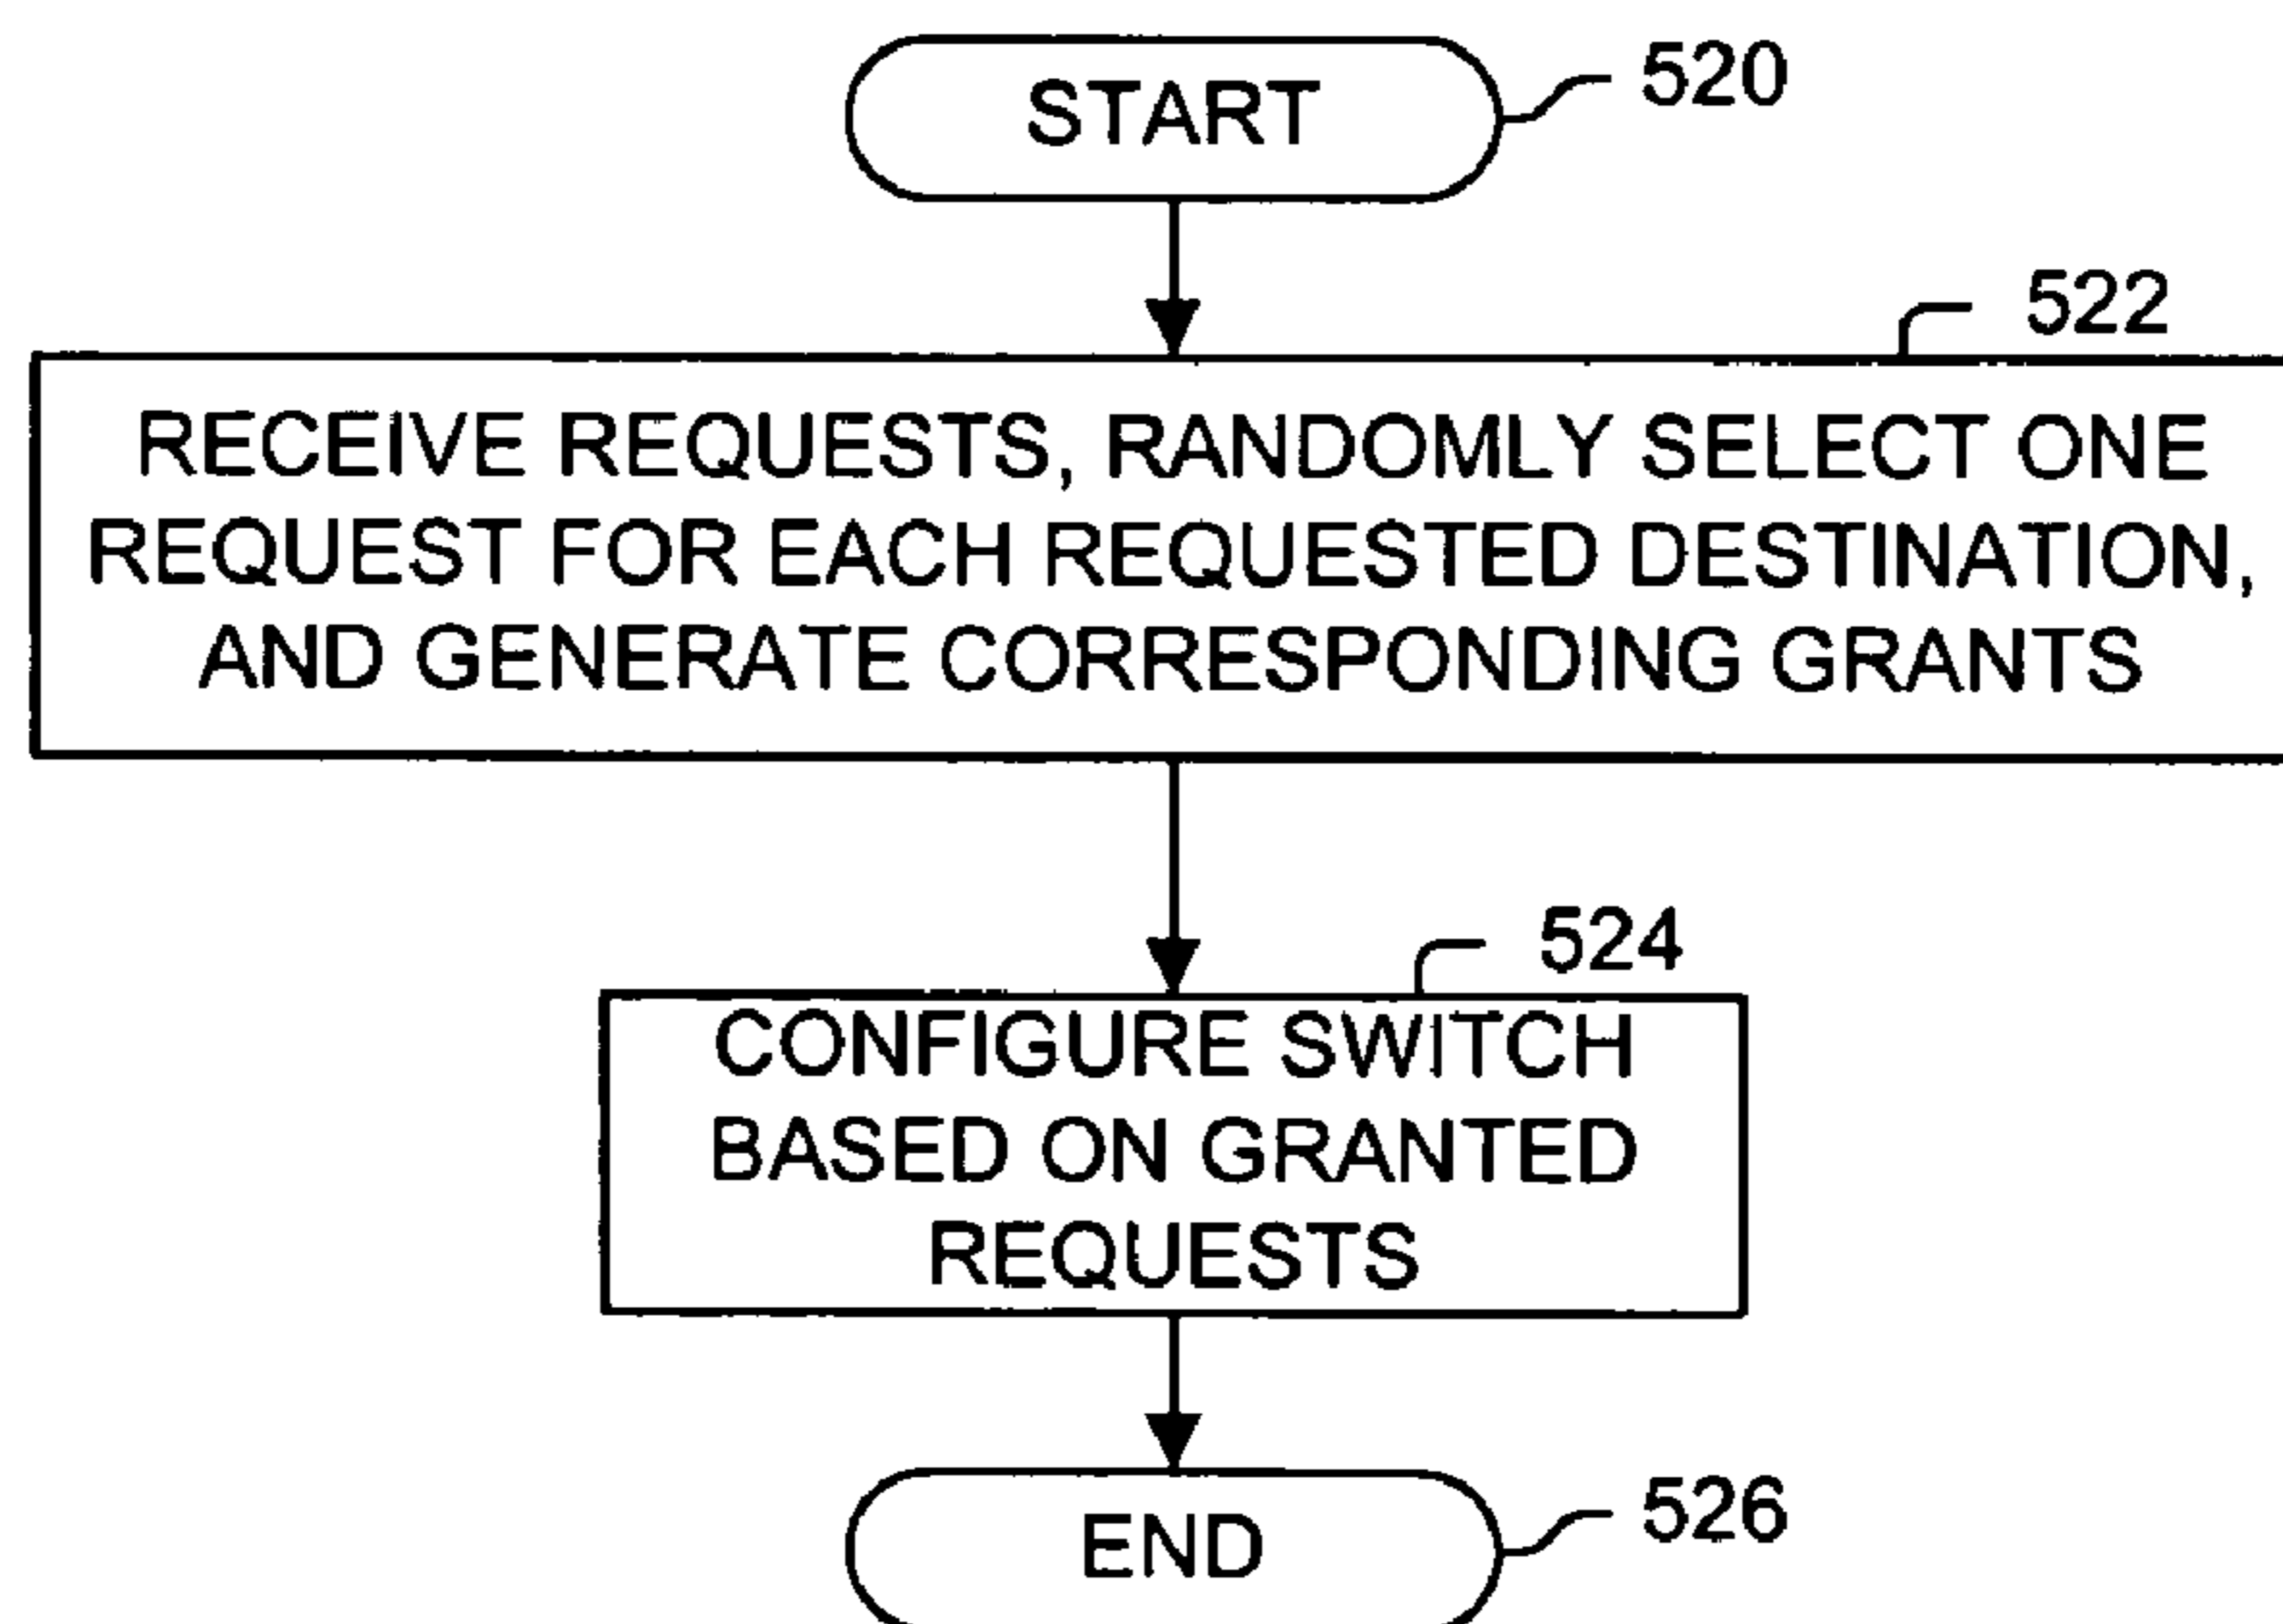 START
520
522
RECEIVE REQUESTS, RANDOMLY SELECT ONE
REQUEST FOR EACH REQUESTED DESTINATION,
AND GENERATE CORRESPONDING GRANTS
524
CONFIGURE SWITCH
BASED ON GRANTED
REQUESTS
END
526